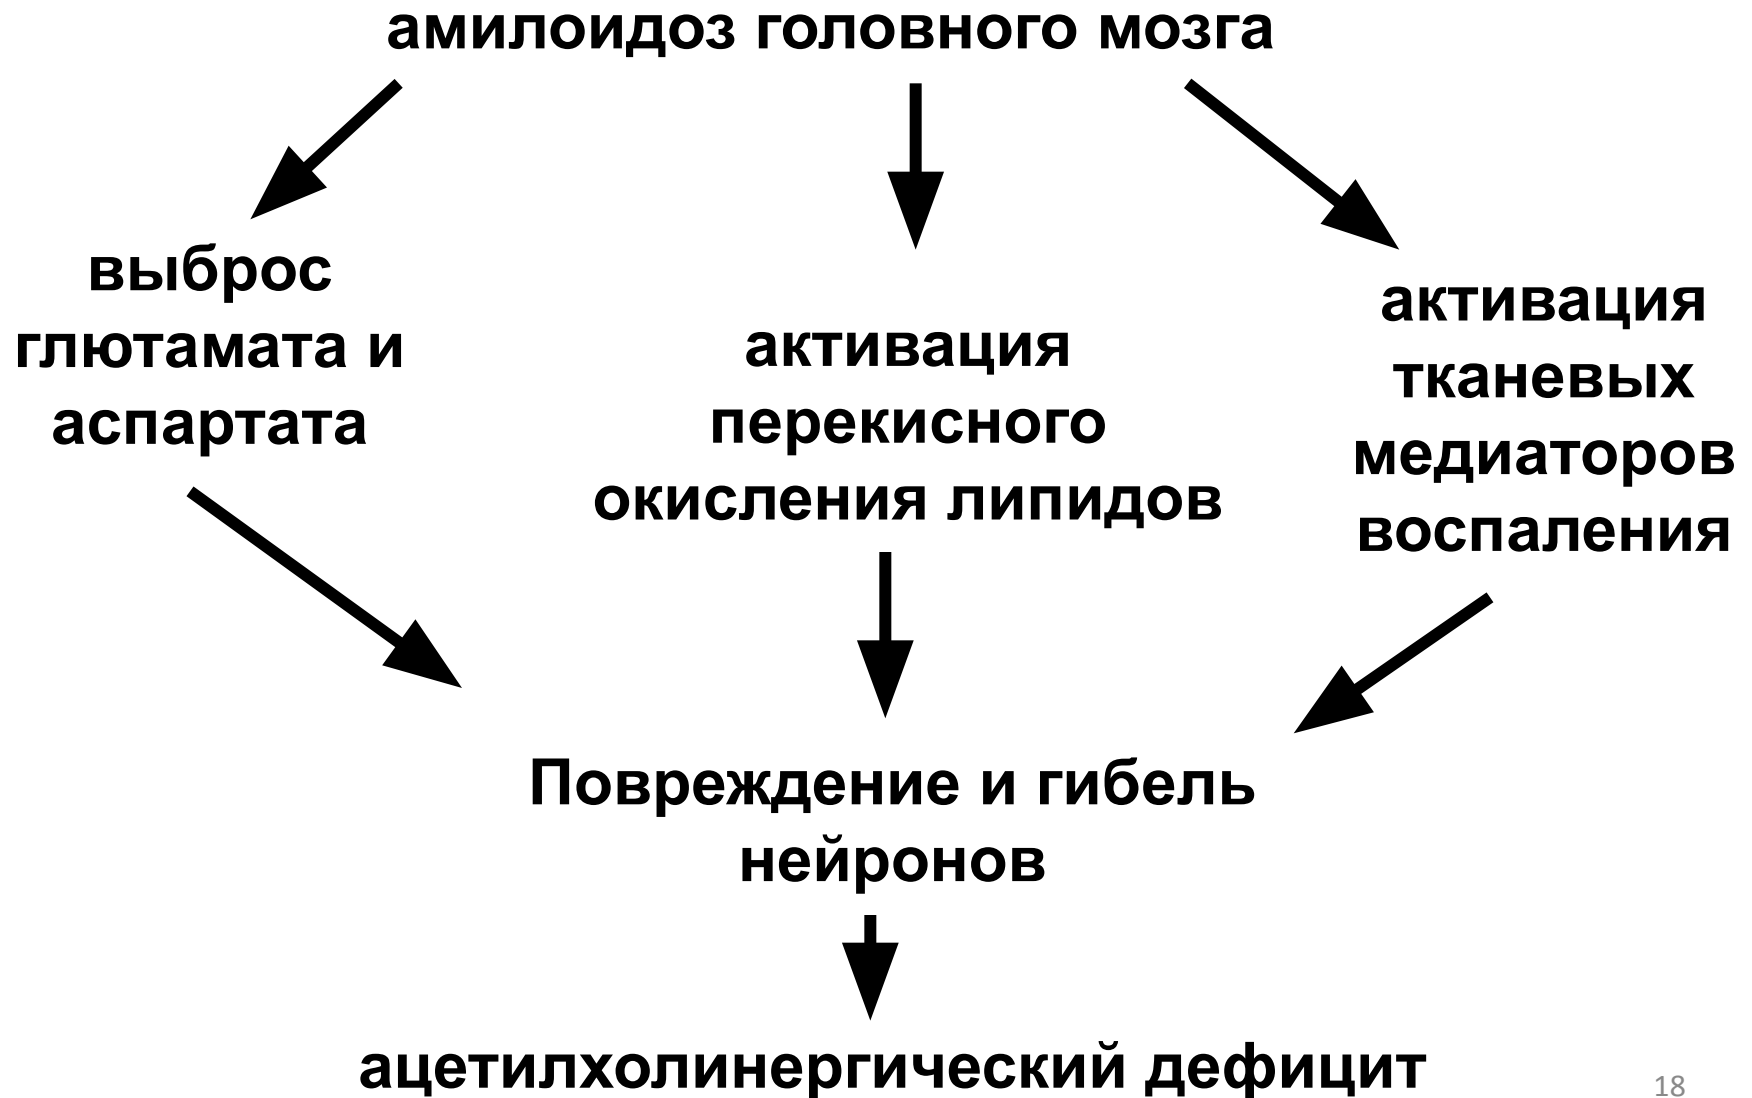 амилоидоз головного мозга
выброс
глютамата и
аспартата
активация
перекисного
окисления липидов
активация
тканевых
медиаторов
воспаления
Повреждение и гибель
нейронов
ацетилхолинергический дефицит
18